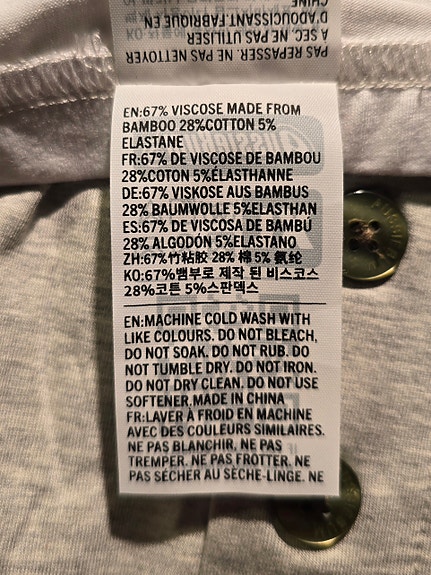 PAS REPASSER. NE PAS NETTOYER
A SEC. NE PAS UTILISER
D'ADOUCISSANT.FABRIQUE EN
CHINE
EN:67% VISCOSE MADE FROM
BAMBOO 28%COTTON 5%
ELASTANE
FR:67% DE VISCOSE DE BAMBOU
28%COTON 5%ÉLASTHANNE
DE:67% VISKOSE AUS BAMBUS
28% BAUMWOLLE 5%ELASTHAN
ES:67% DE VISCOSA DE BAMBÚ
28% ALGODÓN 5%ELASTANO
ZH:67%竹粘胶 28% 棉 5% 氨纶
KO:67%뱀부로 제작 된 비스코스
28%코튼 5%스판덱스
EN:MACHINE COLD WASH WITH
LIKE COLOURS. DO NOT BLEACH,
DO NOT SOAK. DO NOT RUB. DO
NOT TUMBLE DRY. DO NOT IRON.
DO NOT DRY CLEAN. DO NOT USE
SOFTENER.MADE IN CHINA
FR:LAVER À FROID EN MACHINE
AVEC DES COULEURS SIMILAIRES.
NE PAS BLANCHIR. NE PAS
TREMPER. NE PAS FROTTER. NE
PAS SÉCHER AU SÈCHE-LINGE. NE